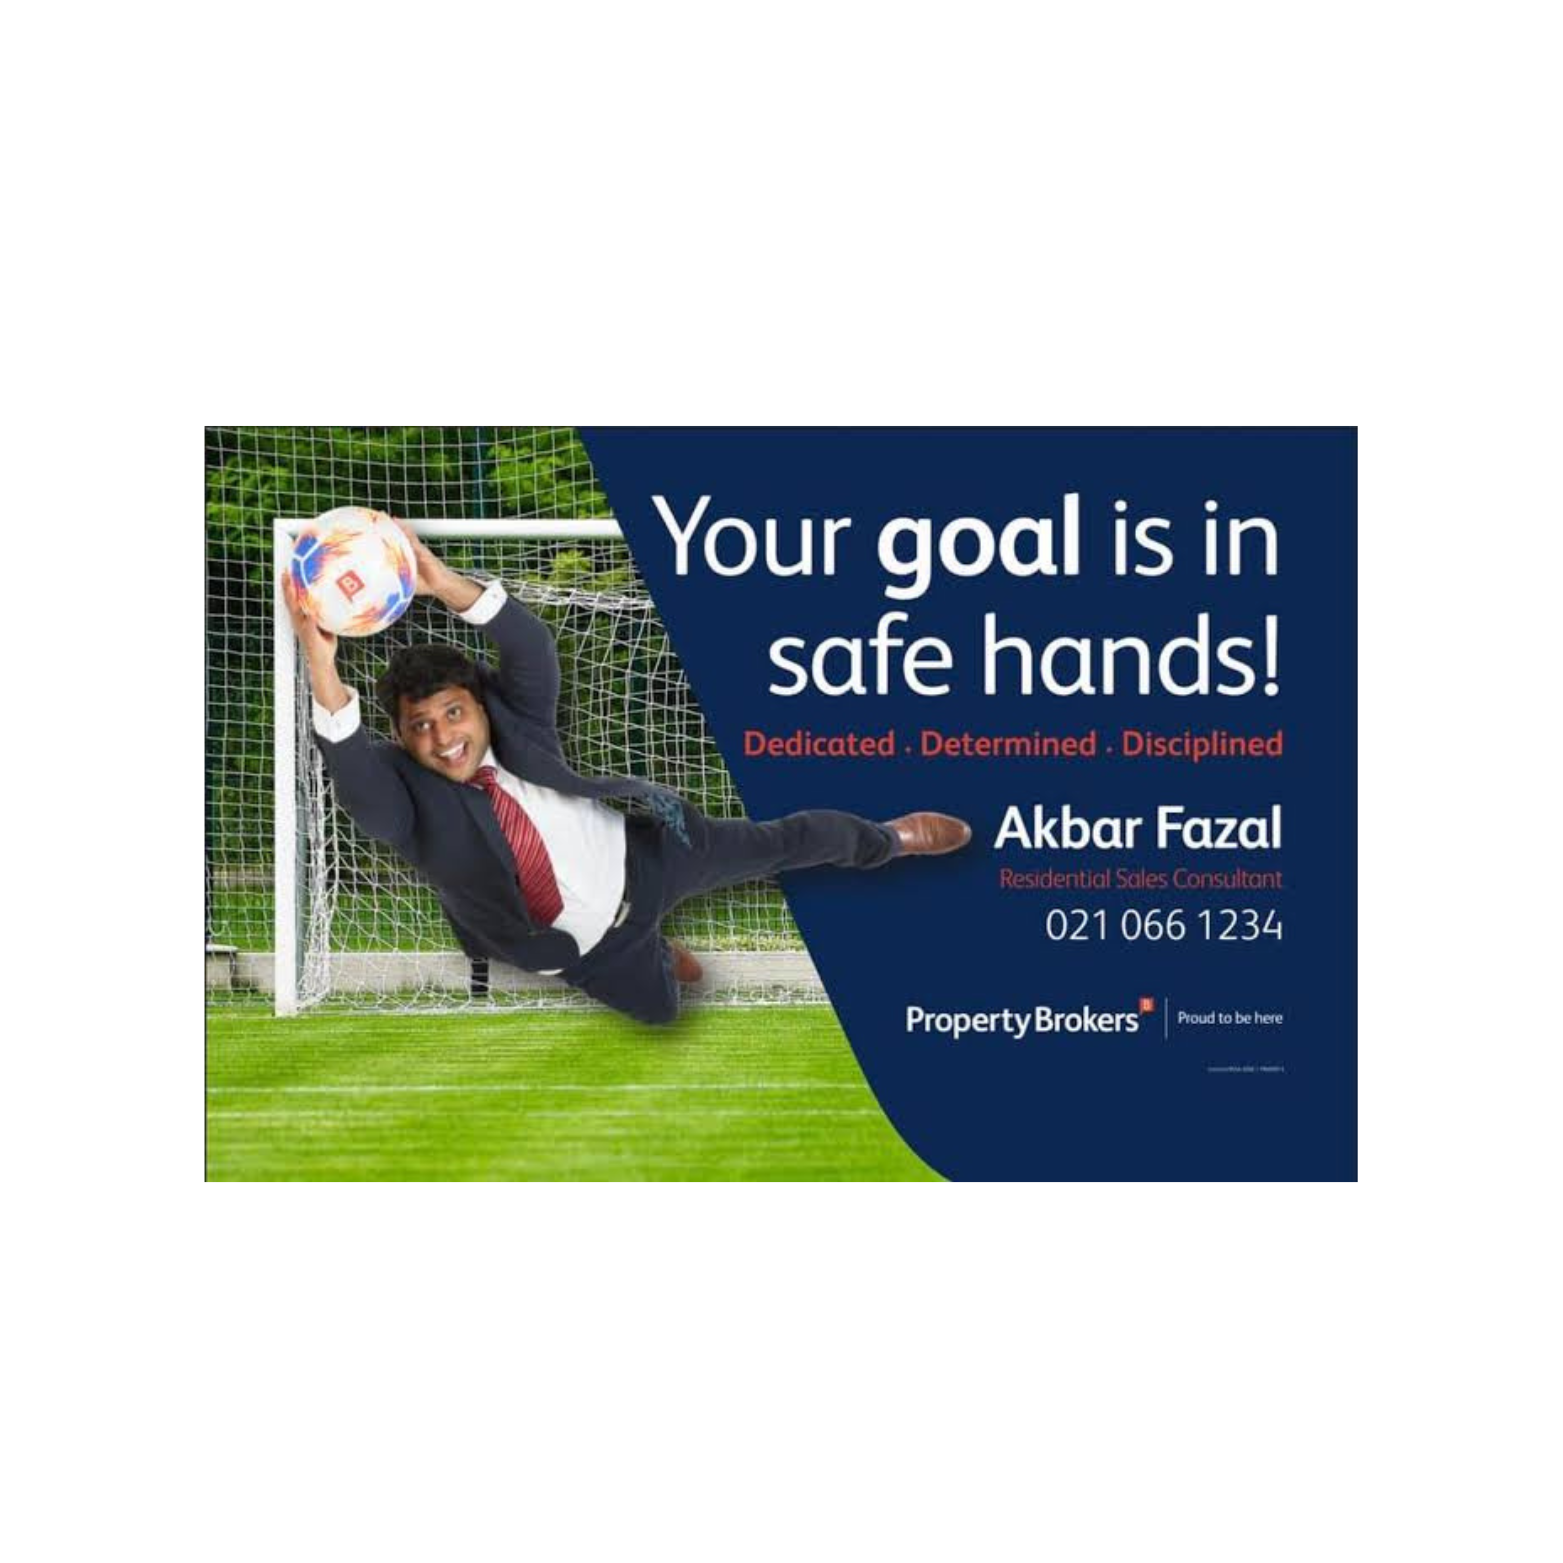 Your goal is in
safe hands!
Dedicated . Determined . Disciplined
Akbar Fazal
Residential Sales Consultant
021 066 1234
Property Brokers B
Proud to be here
B